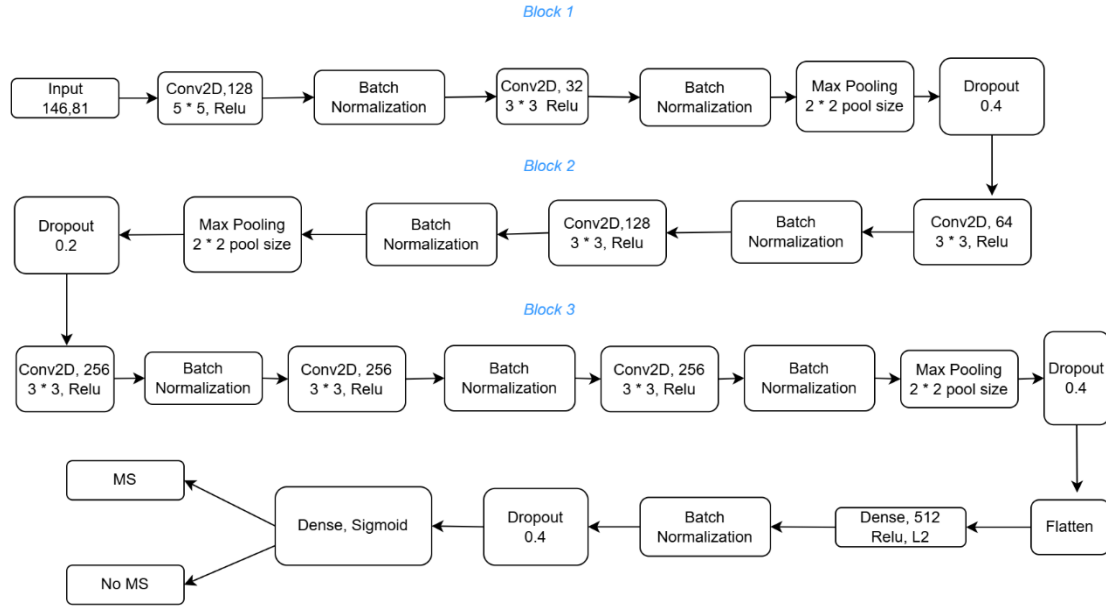 Block 1
Input
146,81
Conv2D,128
5 * 5, Relu
Batch
Normalization
Conv2D, 32
3 * 3  Relu
Batch
Normalization
Max Pooling
2 * 2 pool size
Dropout
0.4
Block 2
Conv2D, 64
3 * 3, Relu
Batch
Normalization
Conv2D,128
3 * 3, Relu
Batch
Normalization
Max Pooling
2 * 2 pool size
Dropout
0.2
Block 3
Conv2D, 256
3 * 3, Relu
Batch
Normalization
Conv2D, 256
3 * 3, Relu
Batch
Normalization
Conv2D, 256
3 * 3, Relu
Batch
Normalization
Max Pooling
2 * 2 pool size
Dropout
0.4
Flatten
Dense, 512
Relu, L2
Batch
Normalization
Dropout
0.4
Dense, Sigmoid
MS
No MS